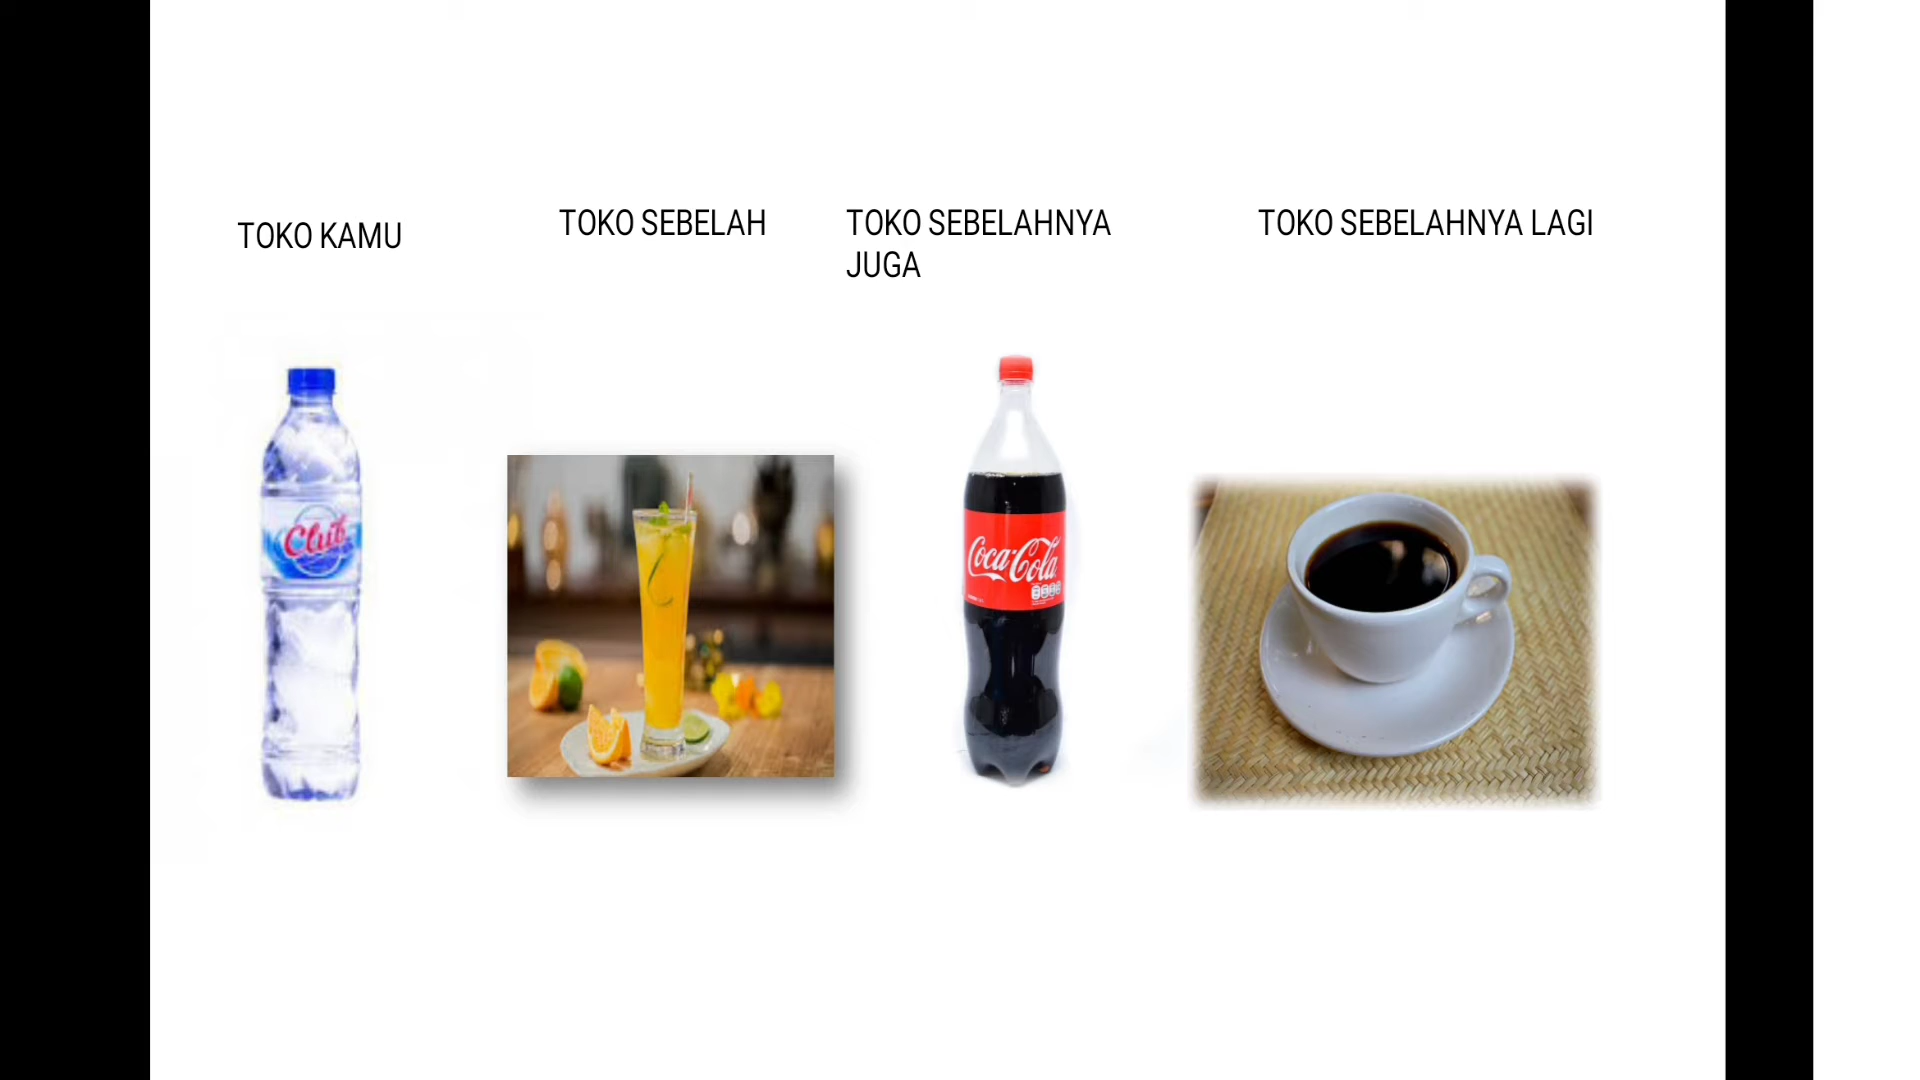 TOKO KAMU
TOKO SEBELAH
TOKO SEBELAHNYA
JUGA
TOKO SEBELAHNYA LAGI
Club
Coca-Cola